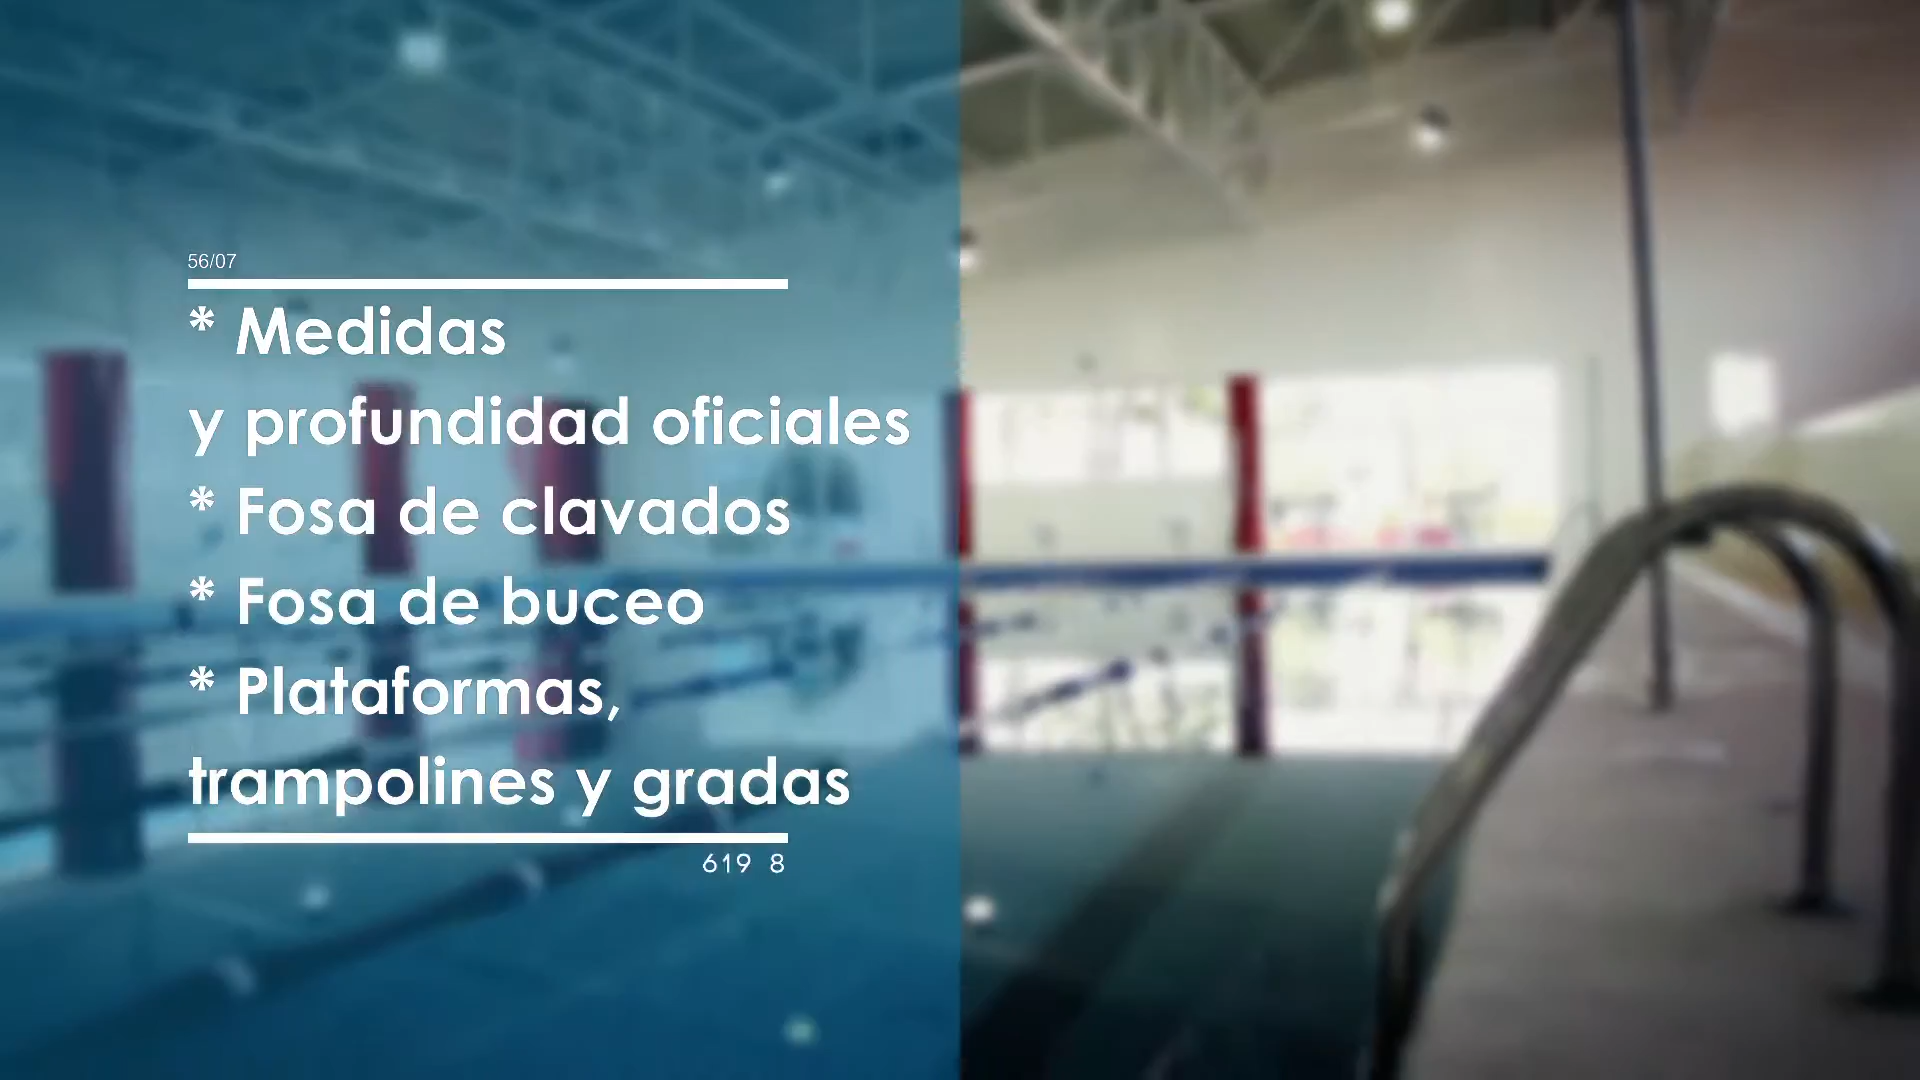 56/07
* Medidas
y profundidad oficiales
* Fosa de clavados
* Fosa de buceo
* Plataformas,
trampolines y gradas
619 8